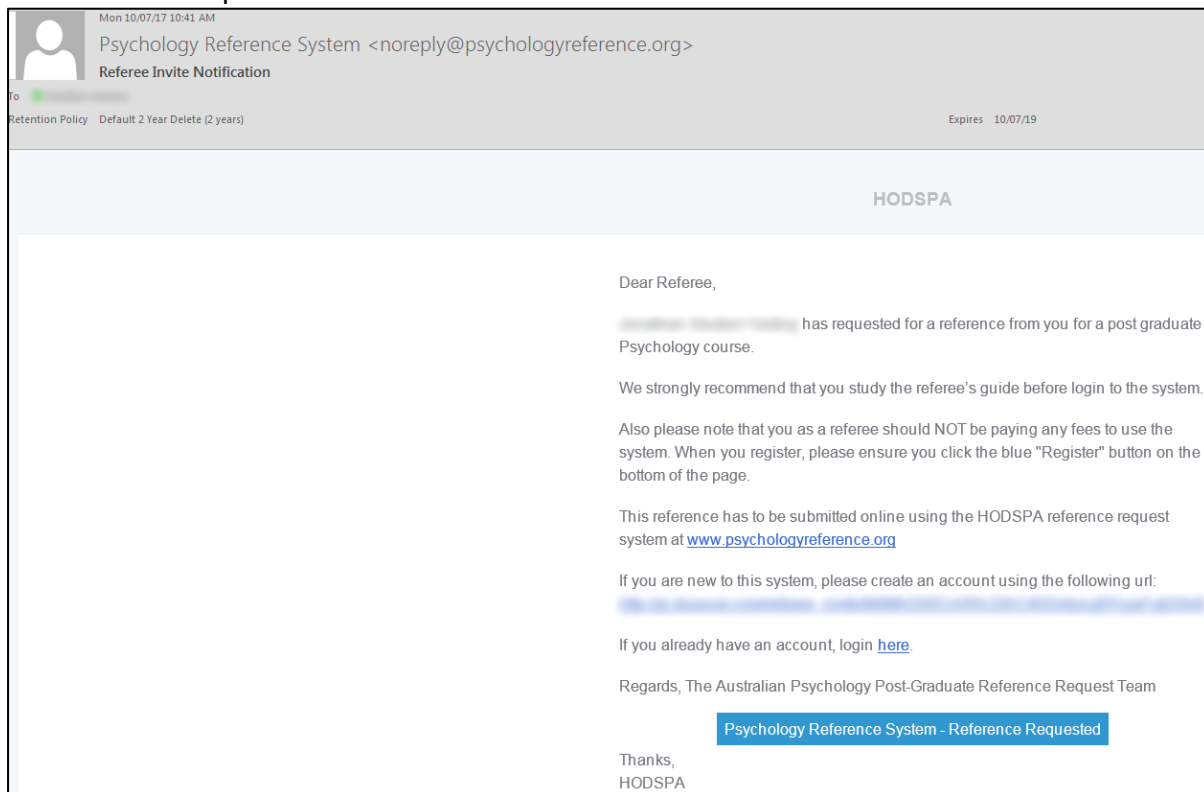 Mon 10/07/17 10:41 AM
Psychology Reference System <noreply@psychologyreference.org>
Referee Invite Notification
To
Retention Policy Default 2 Year Delete (2 years) Expires 10/07/19
HODSPA
Dear Referee,
has requested for a reference from you for a post graduate
Psychology course.
We strongly recommend that you study the referee's guide before login to the system.
Also please note that you as a referee should NOT be paying any fees to use the
system. When you register, please ensure you click the blue "Register" button on the
bottom of the page.
This reference has to be submitted online using the HODSPA reference request
system at www.psychologyreference.org
If you are new to this system, please create an account using the following url:
If you already have an account, login here.
Regards, The Australian Psychology Post-Graduate Reference Request Team
Psychology Reference System - Reference Requested
Thanks,
HODSPA